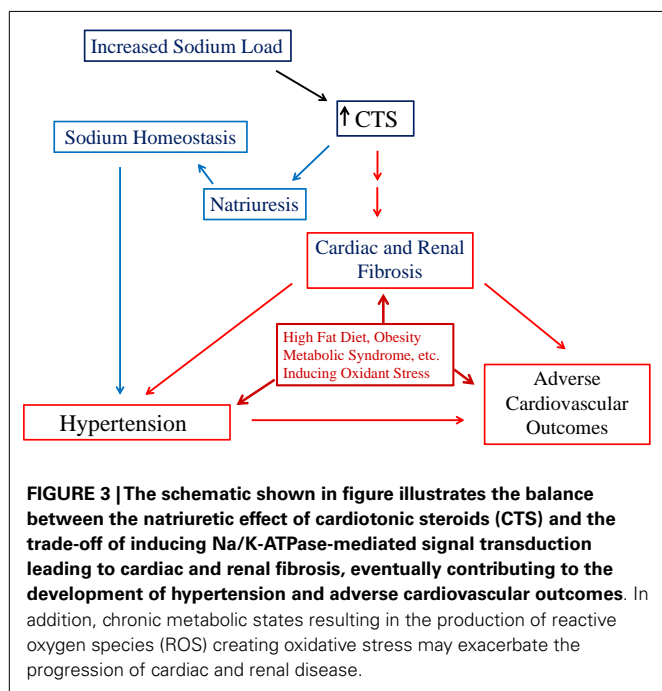 Increased Sodium Load
↑ CTS
Sodium Homeostasis
Natriuresis
Cardiac and Renal
Fibrosis
High Fat Diet, Obesity
Metabolic Syndrome, etc.
Inducing Oxidant Stress
Hypertension
Adverse
Cardiovascular
Outcomes
FIGURE 3 | The schematic shown in figure illustrates the balance
between the natriuretic effect of cardiotonic steroids (CTS) and the
trade-off of inducing Na/K-ATPase-mediated signal transduction
leading to cardiac and renal fibrosis, eventually contributing to the
development of hypertension and adverse cardiovascular outcomes. In
addition, chronic metabolic states resulting in the production of reactive
oxygen species (ROS) creating oxidative stress may exacerbate the
progression of cardiac and renal disease.